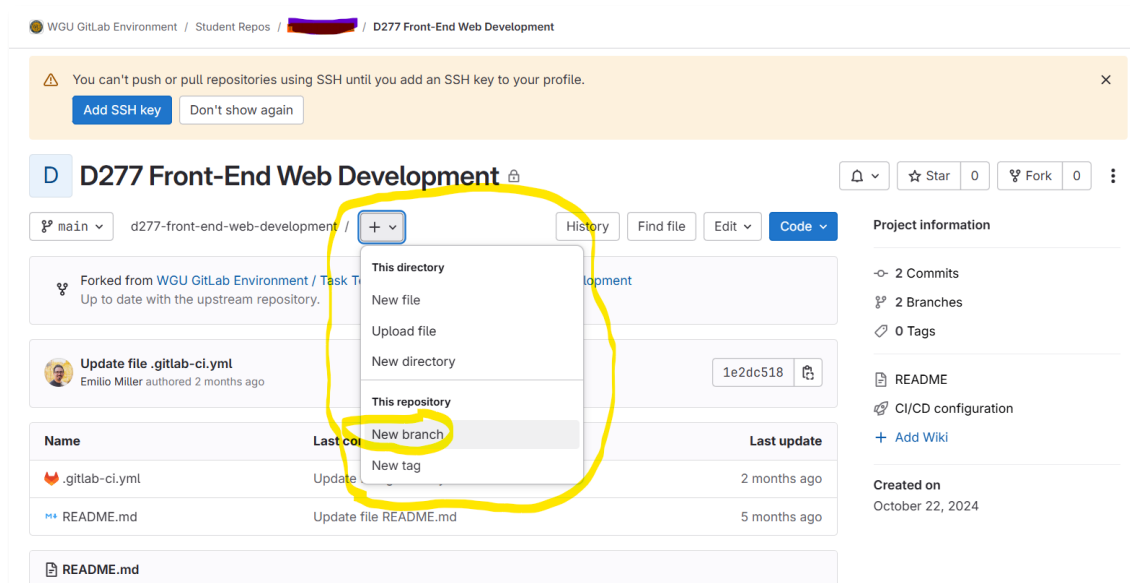 WGU GitLab Environment / Student Repos / / D277 Front-End Web Development
You can't push or pull repositories using SSH until you add an SSH key to your profile.
Add SSH key Don't show again
D D277 Front-End Web Development
Star 0 Fork 0
main d277-front-end-web-development / + History Find file Edit Code
Project information
This directory
Forked from WGU GitLab Environment / Task lopment
Up to date with the upstream repository.
New file
Upload file
New directory
2 Commits
2 Branches
0 Tags
Update file .gitlab-ci.yml
Emilio Miller authored 2 months ago
1e2dc518
This repository
New branch
New tag
README
CI/CD configuration
+ Add Wiki
Name Last Last update
.gitlab-ci.yml Update 2 months ago
README.md Update file README.md 5 months ago
Created on
October 22, 2024
README.md